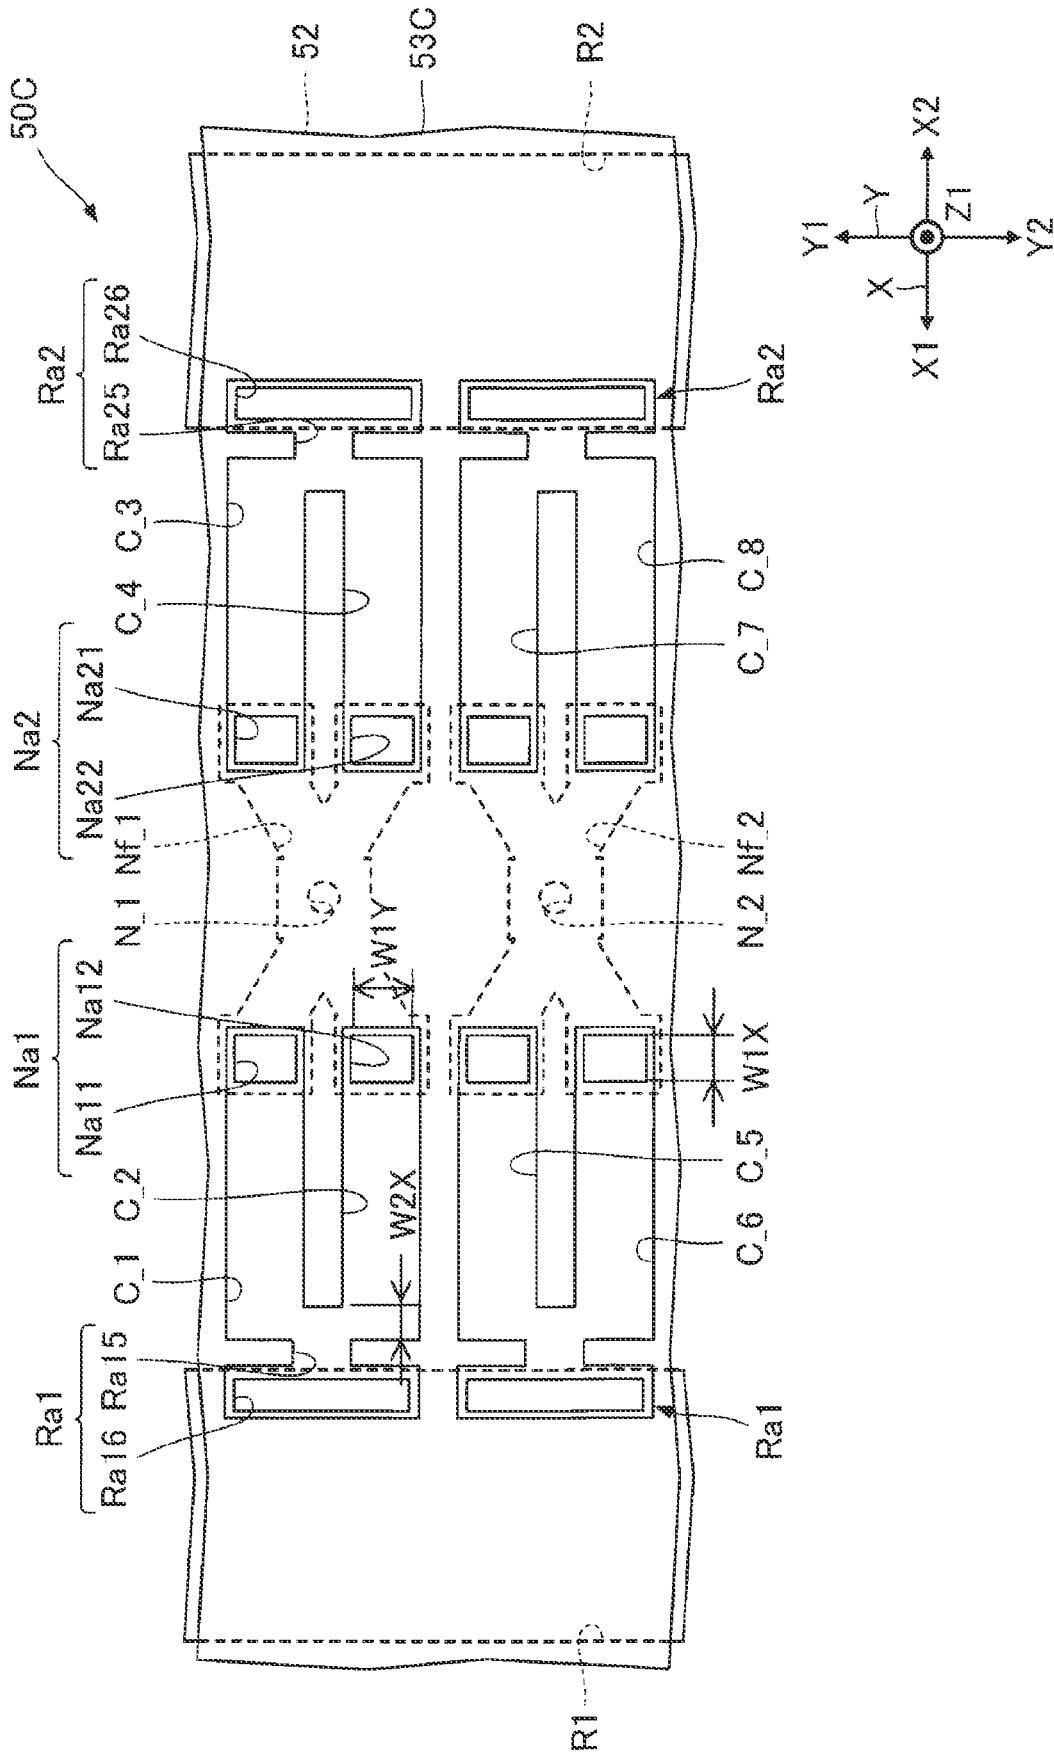 50C
52
53C
R2
Ra2
Ra25 Ra26
C_3
C_4
Na2
Na22 Na21
Nf_1
N_1
Na1
Na11 Na12
W1Y
C_2
C_1
W2X
Ra1
Ra16 Ra15
R1
Ra1
C_6
C_5
W1X
N_2
Nf_2
C_7
C_8
Ra2
Y1
Y
X
X1
X2
Z1
Y2